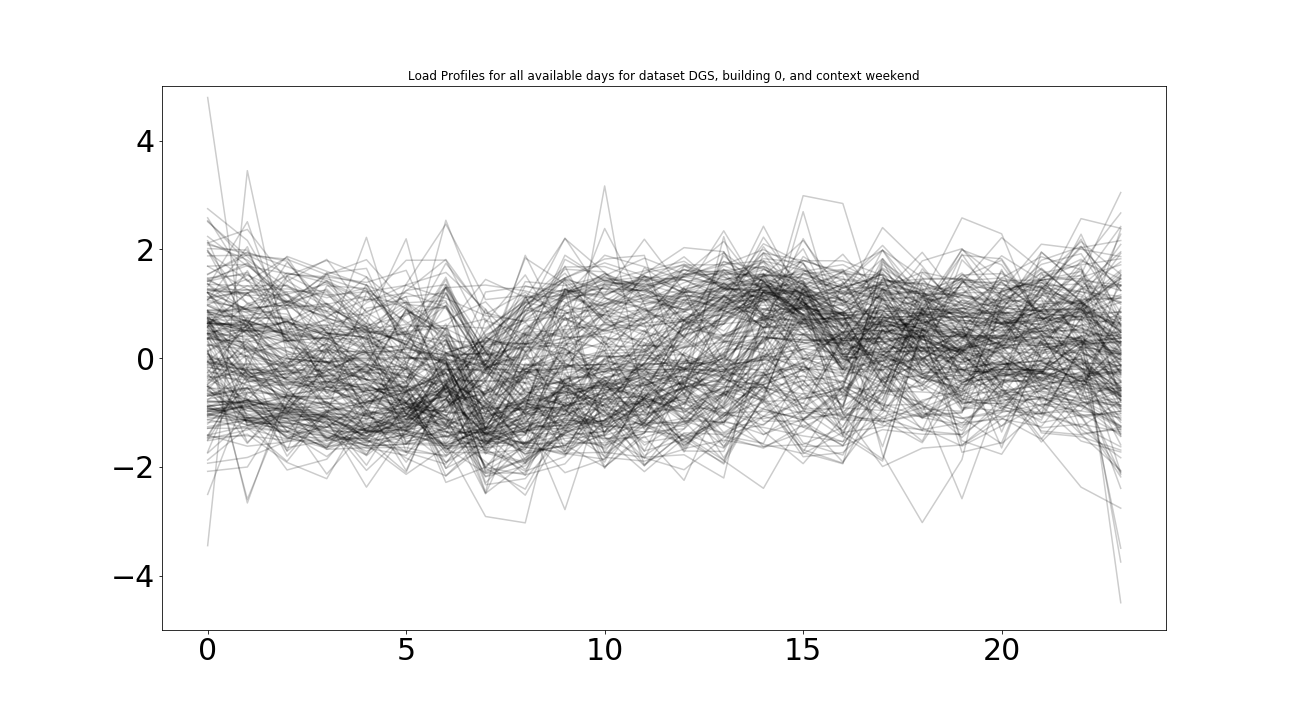 Load Profiles for all available days for dataset DGS, building 0, and context weekend
4
2
0
−2
−4
0 5 10 15 20